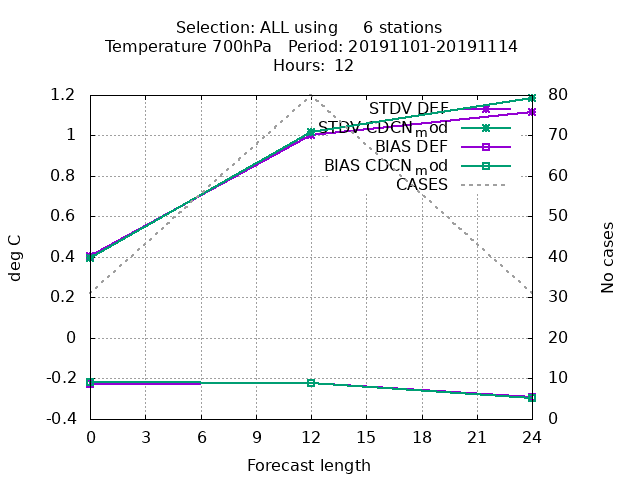 Selection: ALL using 6 stations
Temperature 700hPa Period: 20191101-20191114
Hours: 12
1.2
1
0.8
0.6
0.4
0.2
0
-0.2
-0.4
deg C
STDV DEF
STDV CDCN_mod
BIAS DEF
BIAS CDCN_mod
CASES
80
70
60
50
40
30
20
10
0
No cases
0 3 6 9 12 15 18 21 24
Forecast length